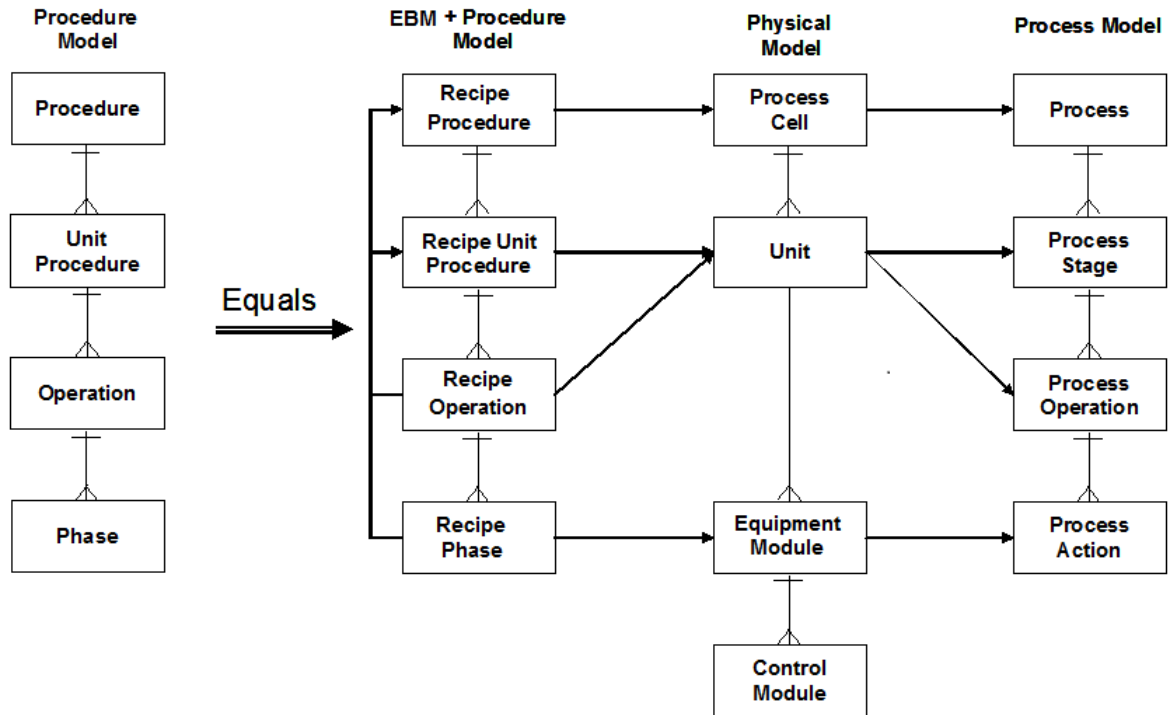 Procedure
Model
EBM + Procedure
Model
Physical
Model
Process Model
Procedure
Unit
Procedure
Operation
Phase
Equals
Recipe
Procedure
Recipe Unit
Procedure
Recipe
Operation
Recipe
Phase
Process
Cell
Unit
Equipment
Module
Control
Module
Process
Process
Stage
Process
Operation
Process
Action